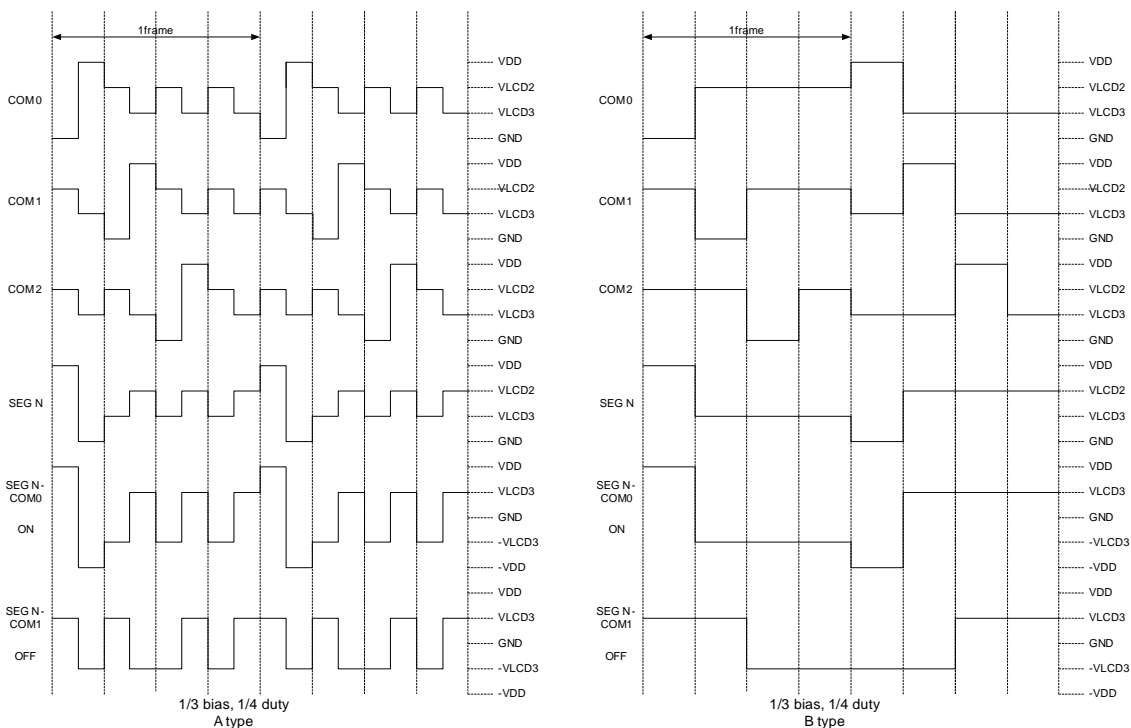 1frame
COM0
VDD
VLCD2
VLCD3
GND
COM1
VDD
VLCD2
VLCD3
GND
COM2
VDD
VLCD2
VLCD3
GND
SEG N
VDD
VLCD2
VLCD3
GND
SEG N-
COM0
ON
VDD
VLCD3
GND
-VLCD3
-VDD
SEG N-
COM1
OFF
VDD
VLCD3
GND
-VLCD3
-VDD
1/3 bias, 1/4 duty
A type
1frame
COM0
VDD
VLCD2
VLCD3
GND
COM1
VDD
VLCD2
VLCD3
GND
COM2
VDD
VLCD2
VLCD3
GND
SEG N
VDD
VLCD2
VLCD3
GND
SEG N-
COM0
ON
VDD
VLCD3
GND
-VLCD3
-VDD
SEG N-
COM1
OFF
VDD
VLCD3
GND
-VLCD3
-VDD
1/3 bias, 1/4 duty
B type